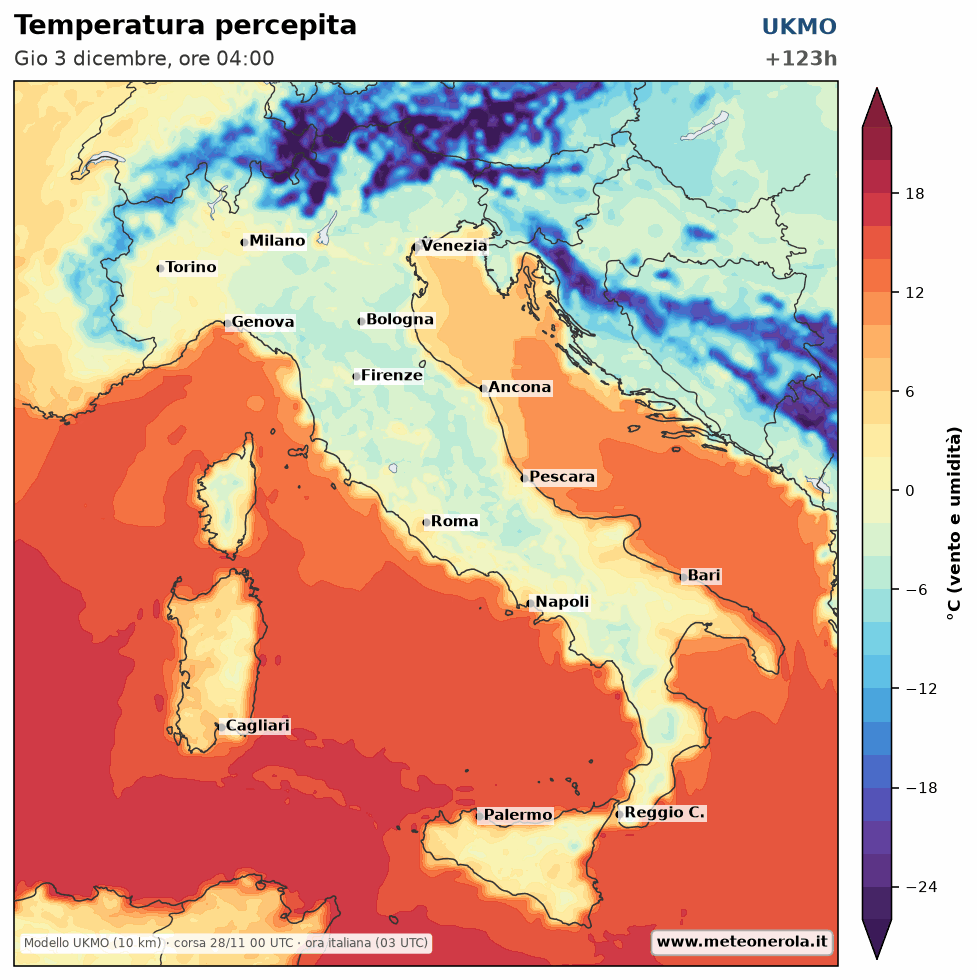 Temperatura percepita
UKMO
Gio 3 dicembre, ore 04:00
+123h
Milano
Venezia
Torino
Genova
Bologna
Firenze
Ancona
Pescara
Roma
Bari
Napoli
Cagliari
Palermo
Reggio C.
18
12
6
0
−6
−12
−18
−24
°C (vento e umidità)
Modello UKMO (10 km) · corsa 28/11 00 UTC · ora italiana (03 UTC)
www.meteonerola.it